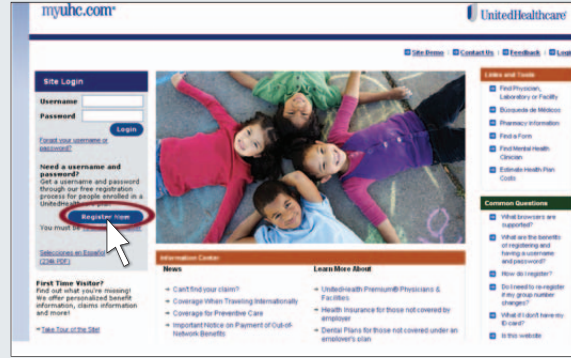 myuhc.com
UnitedHealthcare
Site Demo
Contact Us
Feedback
Site Login
Username
Password
Login
Forgot your username or
password?
Need a username and
password?
Get a username and password
through our free registration
process for people enrolled in a
Register Now
You must be
Selecciones en Español
(23kb PDF)
First Time Visitor?
Find out what you're missing!
We offer personalized benefit
information, claims information
and more!
Take Tour of the Site!
Information Center
News
Can't find your claim?
Coverage When Traveling Internationally
Coverage for Preventive Care
Important Notice on Payment of Out-of-
Network Benefits
Learn More About
UnitedHealth Premium® Physicians &
Facilities
Health Insurance for those not covered by
employer
Dental Plans for those not covered under an
employer's plan
Links and Tools
Find Physician,
Laboratory or Facility
Búsqueda de Médicos
Pharmacy Information
Find a Form
Find Mental Health
Clinician
Estimate Health Plan
Costs
Common Questions
What browsers are
supported?
What are the benefits
of registering and
having a username
and password?
How do I register?
Do I need to re-register
if my group number
changes?
What if I don't have my
ID card?
Is this website